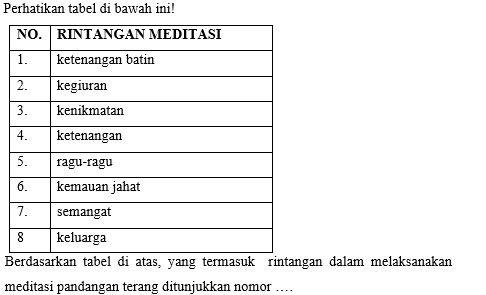 Perhatikan tabel di bawah ini!
NO. RINTANGAN MEDITASI
1. ketenangan batin
2. kegiuran
3. kenikmatan
4. ketenangan
5. ragu-ragu
6. kemauan jahat
7. semangat
8 keluarga
Berdasarkan tabel di atas, yang termasuk rintangan dalam melaksanakan
meditasi pandangan terang ditunjukkan nomor ….